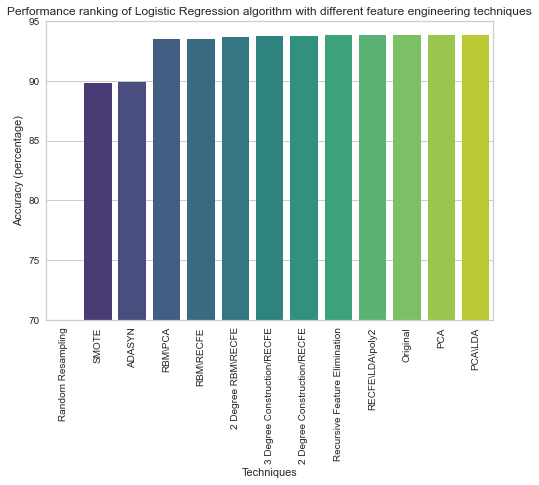 Performance ranking of Logistic Regression algorithm with different feature engineering techniques
95
90
85
80
75
70
Accuracy (percentage)
Random Resampling
SMOTE
ADASYN
RBM\PCA
RBM\RECFE
2 Degree RBM\RECFE
3 Degree Construction/RECFE
2 Degree Construction/RECFE
Recursive Feature Elimination
RECFE\LDA\poly2
Original
PCA
PCA\LDA
Techniques